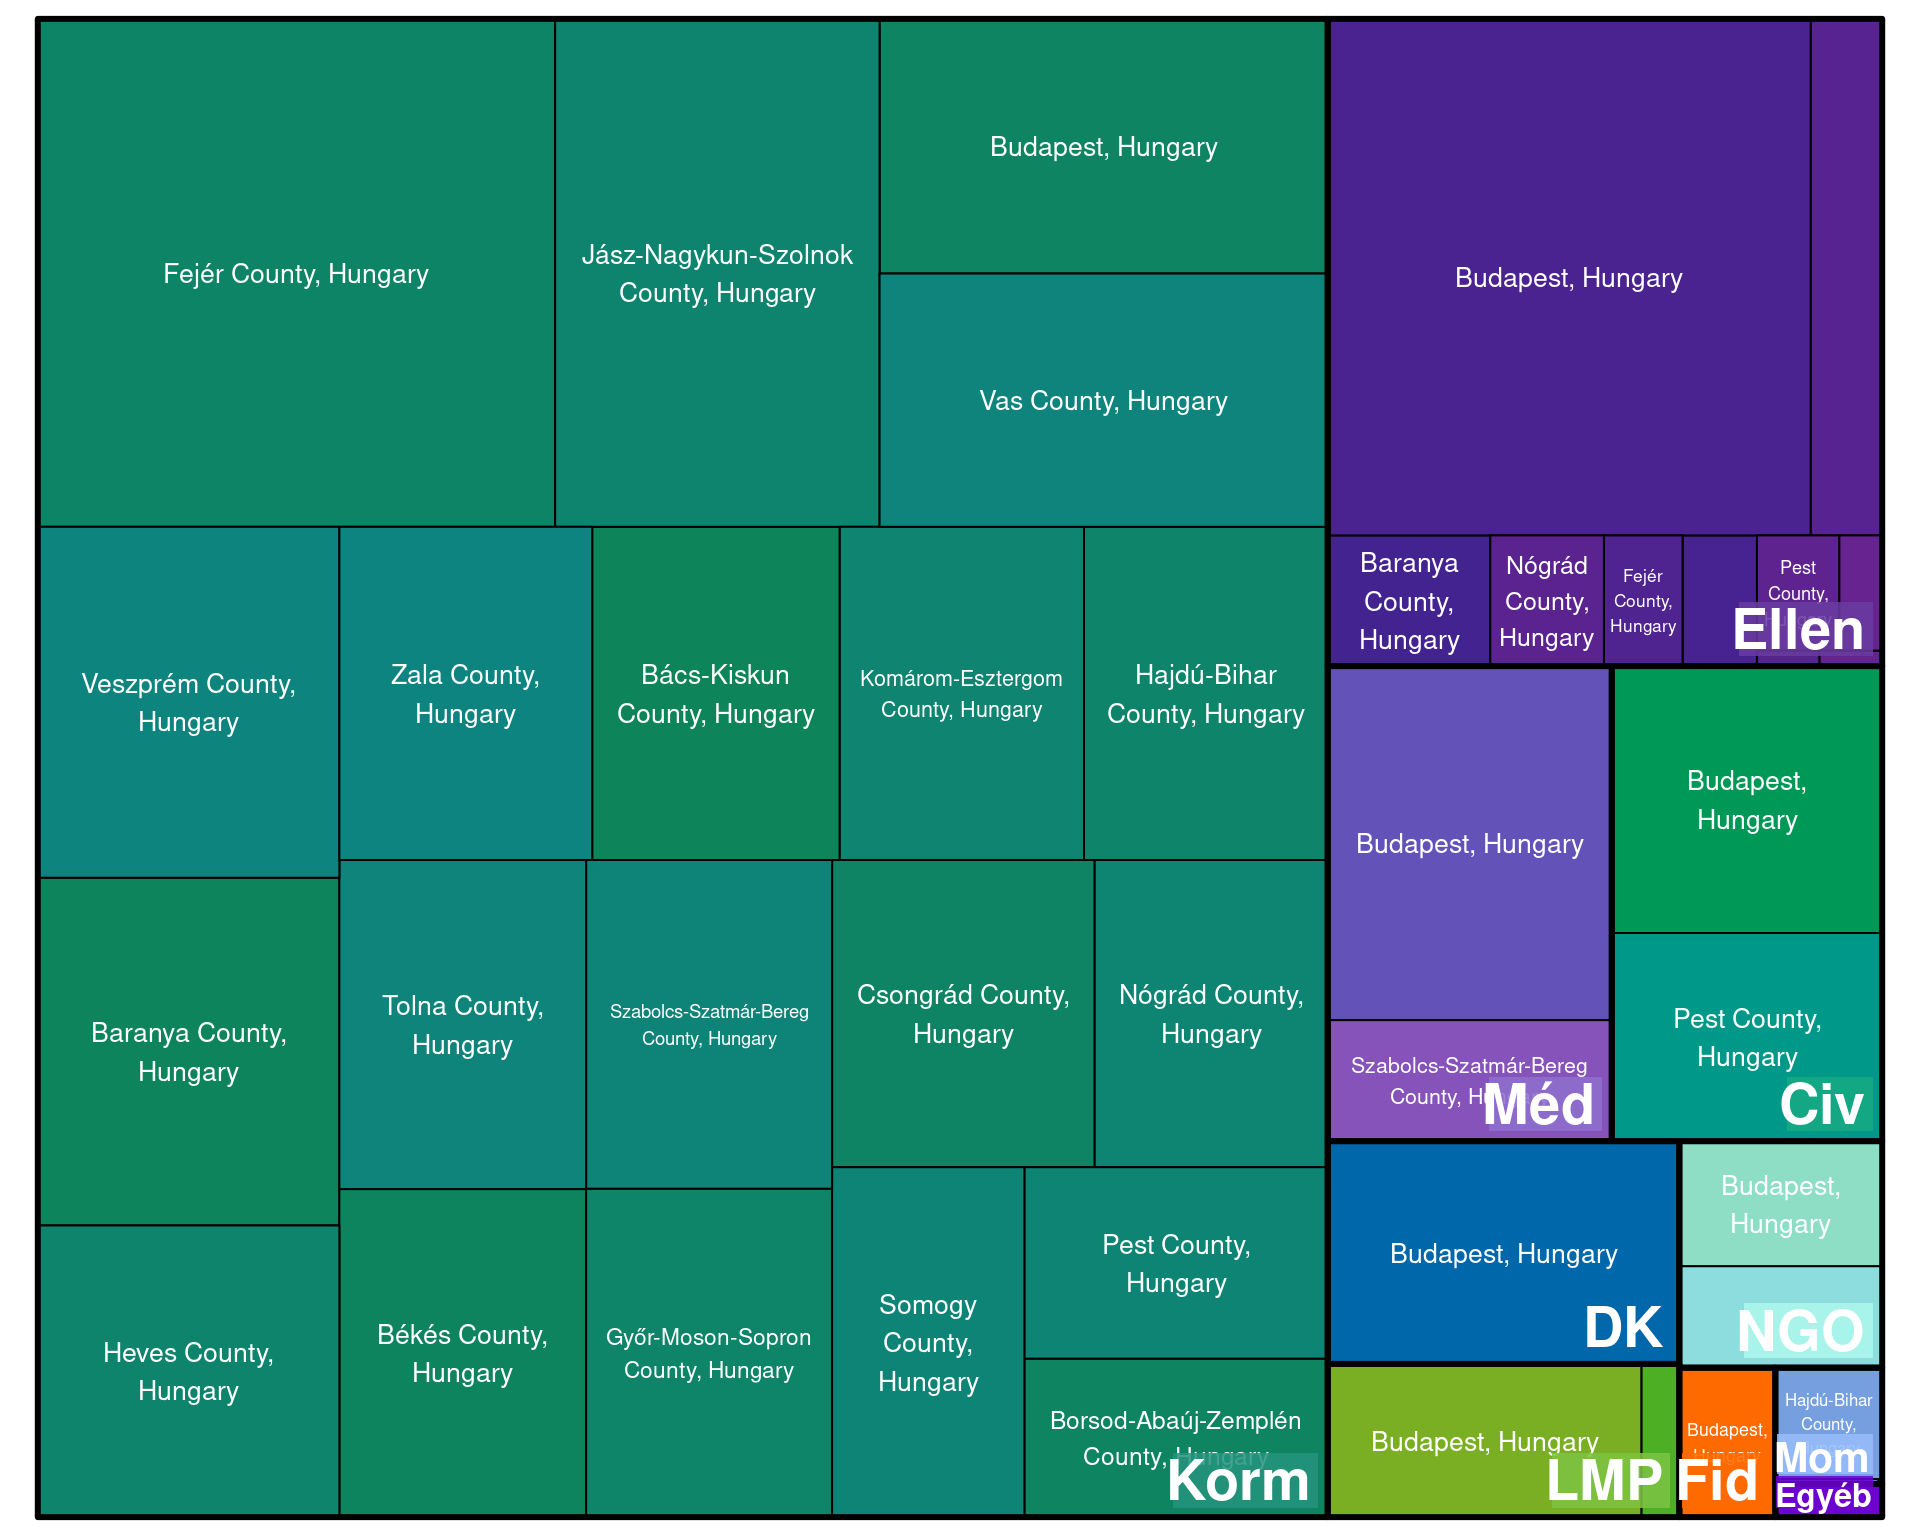 Fejér County, Hungary
Jász-Nagykun-Szolnok
County, Hungary
Budapest, Hungary
Vas County, Hungary
Veszprém County,
Hungary
Zala County,
Hungary
Bács-Kiskun
County, Hungary
Komárom-Esztergom
County, Hungary
Hajdú-Bihar
County, Hungary
Baranya County,
Hungary
Tolna County,
Hungary
Szabolcs-Szatmár-Bereg
County, Hungary
Csongrád County,
Hungary
Nógrád County,
Hungary
Heves County,
Hungary
Békés County,
Hungary
Győr-Moson-Sopron
County, Hungary
Somogy
County,
Hungary
Pest County,
Hungary
Borsod-Abaúj-Zemplén
County, Hungary
Korm
Budapest, Hungary
Baranya
County,
Hungary
Nógrád
County,
Hungary
Fejér
County,
Hungary
Pest
County,
Ellen
Budapest, Hungary
Szabolcs-Szatmár-Bereg
County,
Méd
Budapest,
Hungary
Pest County,
Hungary
Civ
Budapest, Hungary
DK
Budapest,
Hungary
NGO
Budapest, Hungary
LMP
Budapest,
Hungary
Fid
Hajdú-Bihar
County,
Mom
Egyéb